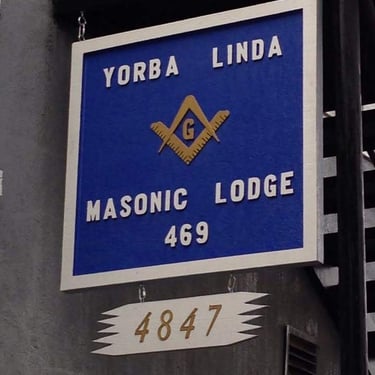 YORBA LINDA
G
MASONIC LODGE
469
4847